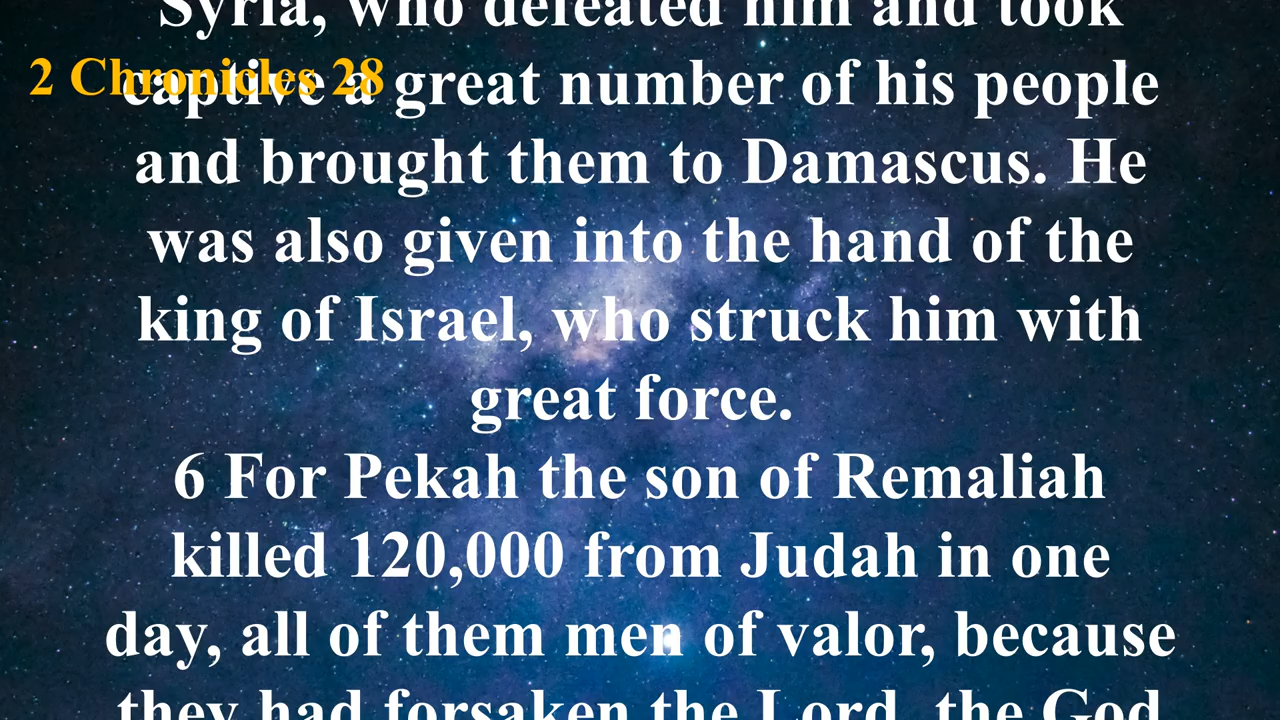 Syria, who defeated him and took
2 Chronicles 28
captive a great number of his people
and brought them to Damascus. He
was also given into the hand of the
king of Israel, who struck him with
great force.
6 For Pekah the son of Remaliah
killed 120,000 from Judah in one
day, all of them men of valor, because
they had forsaken the Lord, the God